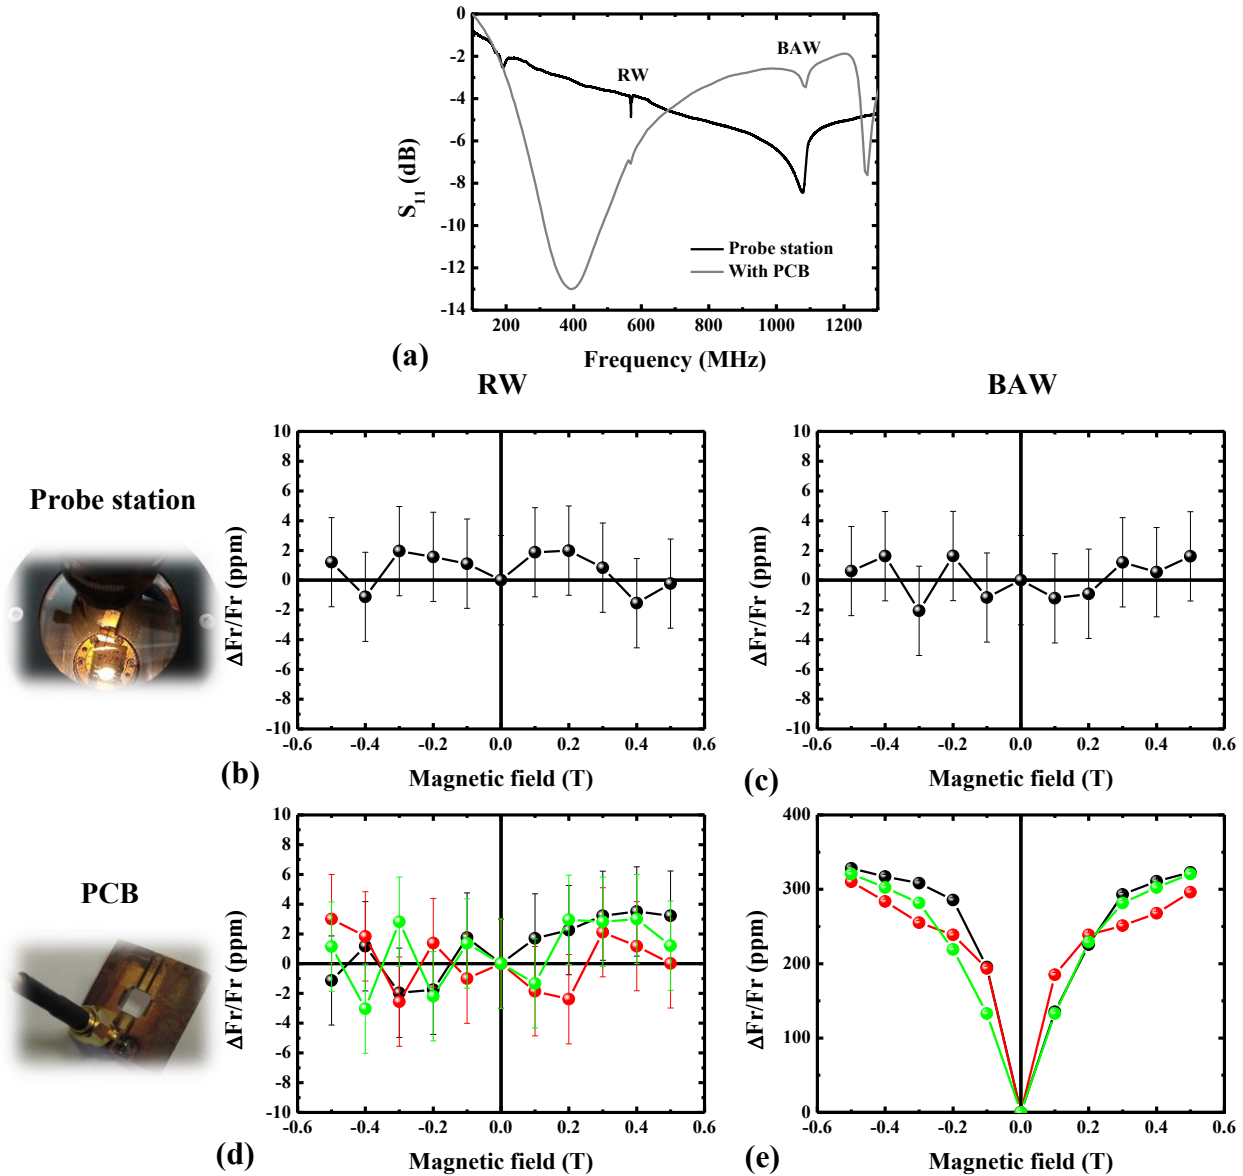 0
-2
-4
-6
-8
-10
-12
-14
S11 (dB)
RW
BAW
Probe station
With PCB
200 400 600 800 1000 1200
Frequency (MHz)
(a)
RW
BAW
Probe station
10
8
6
4
2
0
-2
-4
-6
-8
-10
ΔFr/Fr (ppm)
-0.6 -0.4 -0.2 0.0 0.2 0.4 0.6
Magnetic field (T)
(b)
10
8
6
4
2
0
-2
-4
-6
-8
-10
ΔFr/Fr (ppm)
-0.6 -0.4 -0.2 0.0 0.2 0.4 0.6
Magnetic field (T)
(c)
PCB
10
8
6
4
2
0
-2
-4
-6
-8
-10
ΔFr/Fr (ppm)
-0.6 -0.4 -0.2 0.0 0.2 0.4 0.6
Magnetic field (T)
(d)
400
300
200
100
0
ΔFr/Fr (ppm)
-0.6 -0.4 -0.2 0.0 0.2 0.4 0.6
Magnetic field (T)
(e)